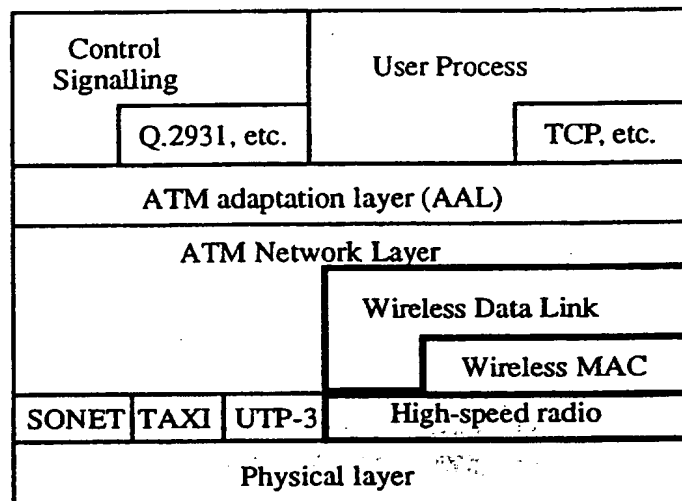 Control
Signalling
User Process
Q.2931, etc.
TCP, etc.
ATM adaptation layer (AAL)
ATM Network Layer
Wireless Data Link
Wireless MAC
SONET TAXI UTP-3 High-speed radio
Physical layer